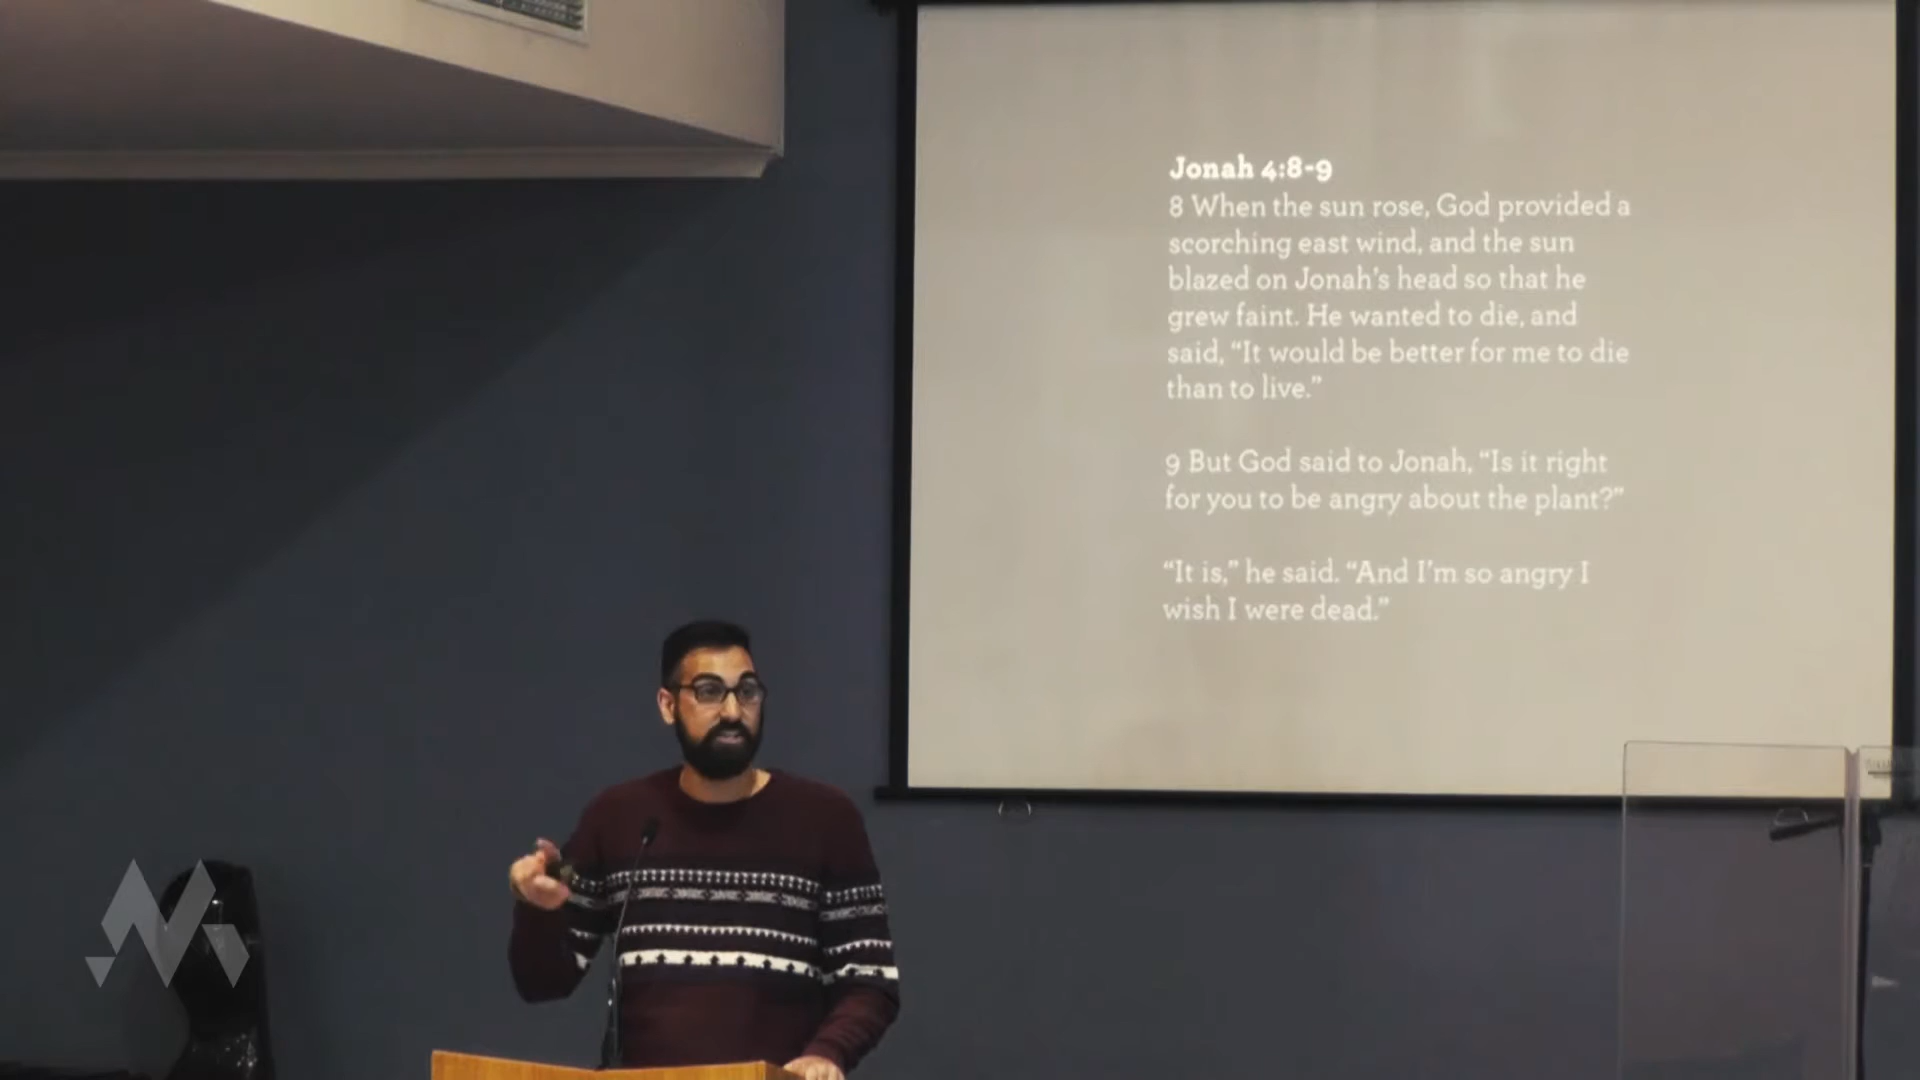 Jonah 4:8-9
8 When the sun rose, God provided a
scorching east wind, and the sun
blazed on Jonah's head so that he
grew faint. He wanted to die, and
said, “It would be better for me to die
than to live.”
9 But God said to Jonah, “Is it right
for you to be angry about the plant?”
“It is,” he said. “And I'm so angry I
wish I were dead.”